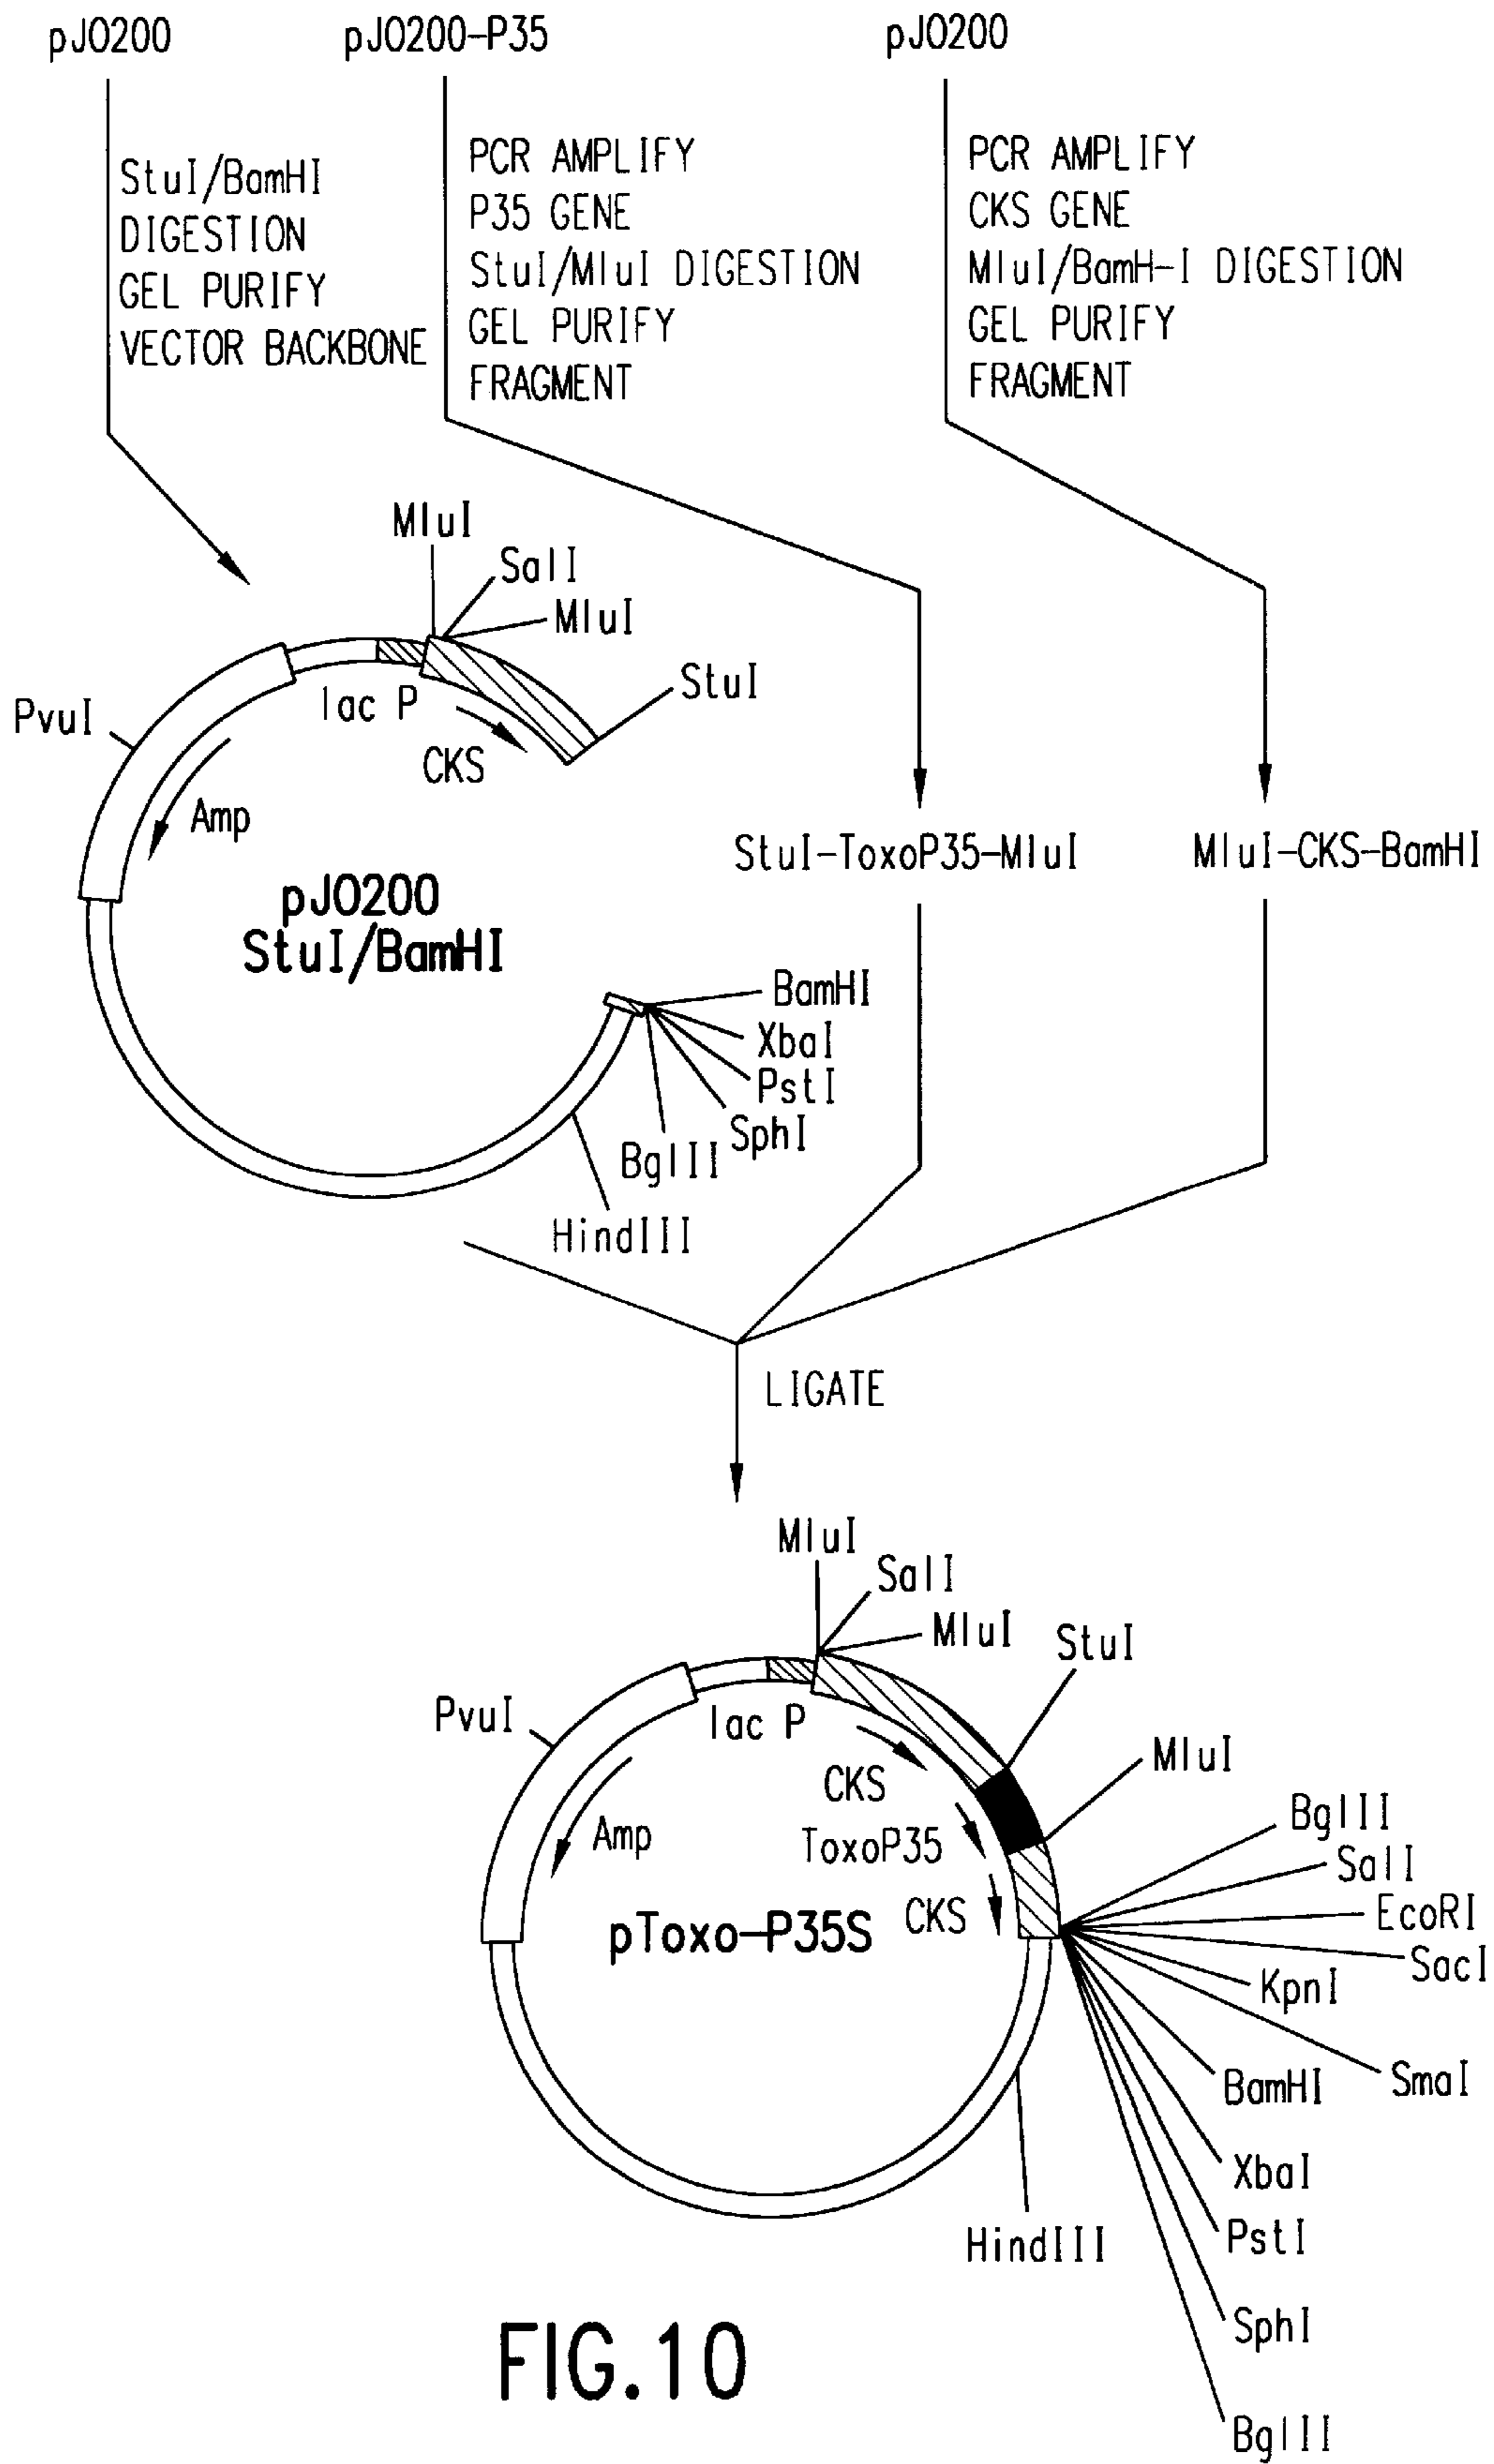 pJO200
pJO200-P35
pJO200
StuI/BamHI
DIGESTION
GEL PURIFY
VECTOR BACKBONE
PCR AMPLIFY
P35 GENE
StuI/MluI DIGESTION
GEL PURIFY
FRAGMENT
PCR AMPLIFY
CKS GENE
MluI/BamH-I DIGESTION
GEL PURIFY
FRAGMENT
MluI
SalI
MluI
StuI
PvuI
lac P
CKS
Amp
pJO200
StuI/BamHI
StuI-ToxoP35-MluI
MluI-CKS-BamHI
BamHI
XbaI
PstI
SphI
BglII
HindIII
LIGATE
MluI
SalI
MluI
StuI
PvuI
lac P
MluI
CKS
BglII
Amp
ToxoP35
SalI
CKS
EcoRI
pToxo-P35S
SacI
KpnI
SmaI
BamHI
XbaI
PstI
HindIII
SphI
BglII
FIG.10